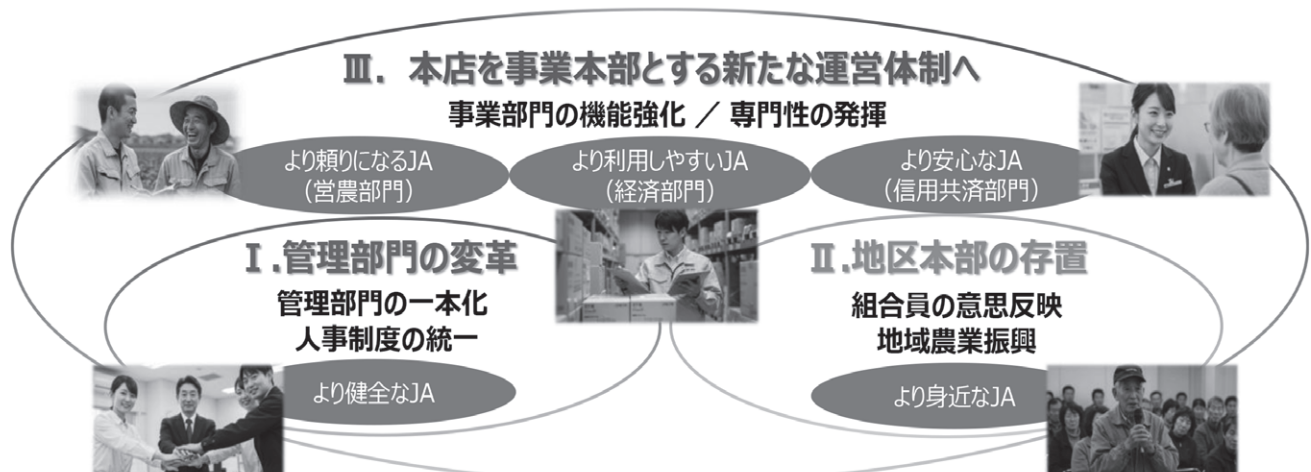 Ⅲ. 本店を事業本部とする新たな運営体制へ
事業部門の機能強化 / 専門性の発揮
より頼りになるJA
(営農部門)
より利用しやすいJA
(経済部門)
より安心なJA
(信用共済部門)
Ⅰ.管理部門の変革
管理部門の一本化
人事制度の統一
より健全なJA
Ⅱ.地区本部の存置
組合員の意思反映
地域農業振興
より身近なJA